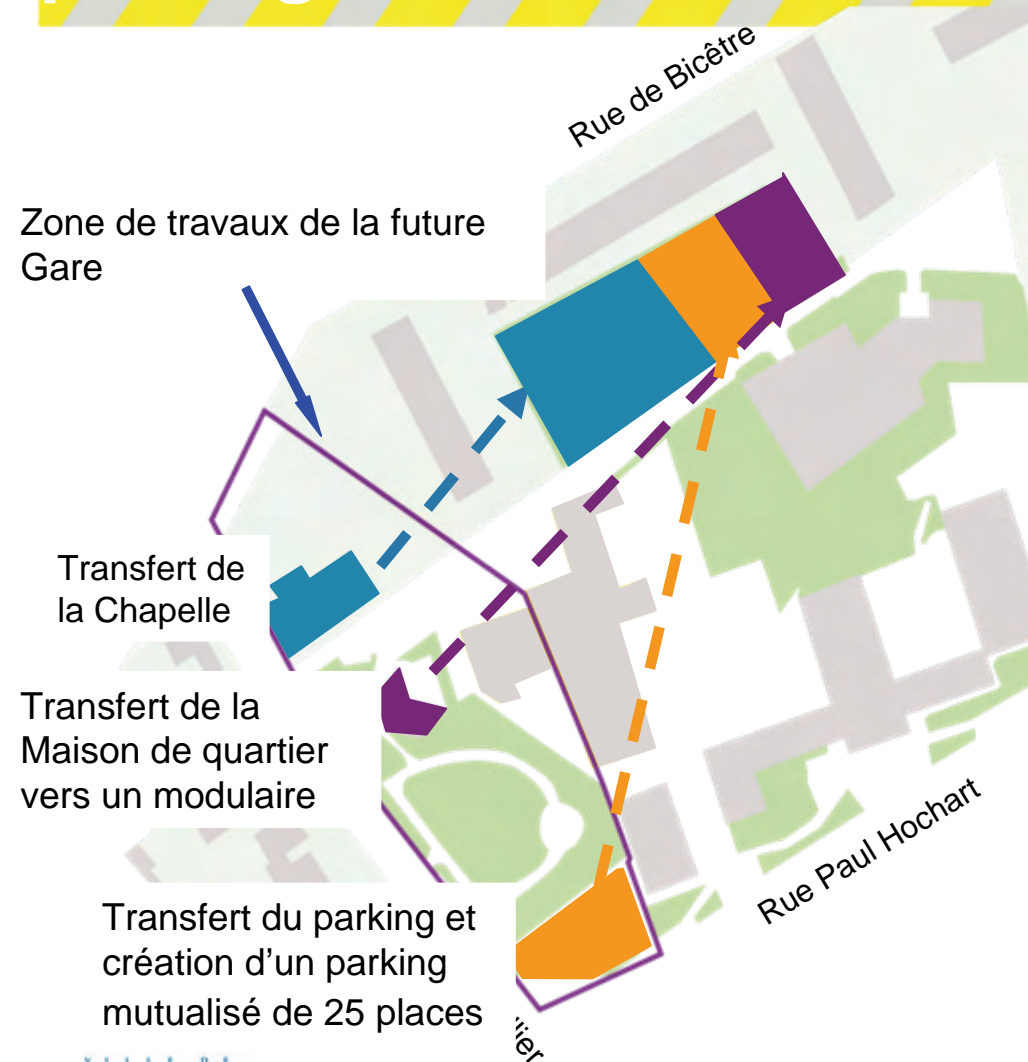 Rue de Bicêtre
Zone de travaux de la future
Gare
Transfert de
la Chapelle
Transfert de la
Maison de quartier
vers un modulaire
Rue Paul Hochart
Transfert du parking et
création d'un parking
mutualisé de 25 places